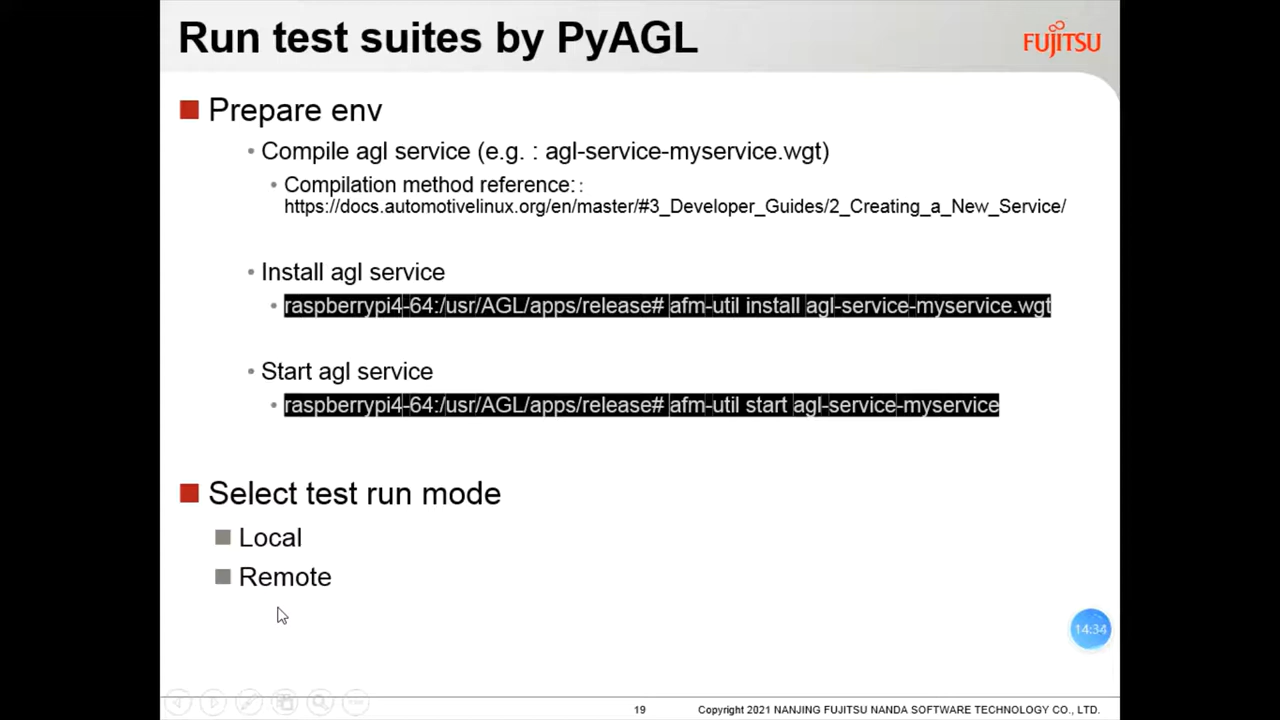 Run test suites by PyAGL
FUJITSU
Prepare env
Compile agl service (e.g. : agl-service-myservice.wgt)
Compilation method reference:：
https://docs.automotivelinux.org/en/master/#3_Developer_Guides/2_Creating_a_New_Service/
Install agl service
raspberrypi4-64:/usr/AGL/apps/release# afm-util install agl-service-myservice.wgt
Start agl service
raspberrypi4-64:/usr/AGL/apps/release# afm-util start agl-service-myservice
Select test run mode
Local
Remote
14:34
19
Copyright 2021 NANJING FUJITSU NANDA SOFTWARE TECHNOLOGY CO., LTD.